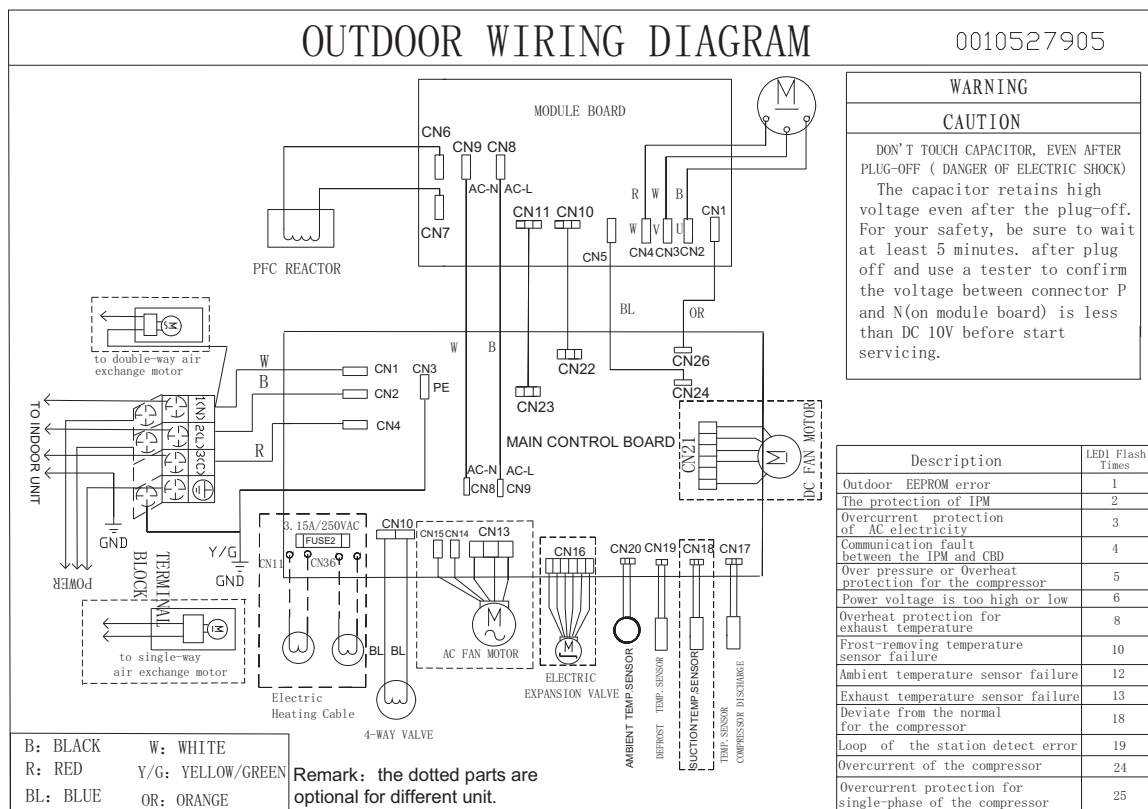 OUTDOOR WIRING DIAGRAM
0010527905
WARNING
CAUTION
DON'T TOUCH CAPACITOR, EVEN AFTER
PLUG-OFF ( DANGER OF ELECTRIC SHOCK)
The capacitor retains high
voltage even after the plug-off.
For your safety, be sure to wait
at least 5 minutes. after plug
off and use a tester to confirm
the voltage between connector P
and N(on module board) is less
than DC 10V before start
servicing.
MODULE BOARD
M
CN6
CN9 CN8
AC-N AC-L
CN7
CN11 CN10
R W B
W V U
CN1
CN5
CN4 CN3 CN2
PFC REACTOR
BL
OR
W B
CN22
CN23
CN26
CN24
MS
to double-way air
exchange motor
W
B
R
CN1
CN2
CN4
CN3
PE
TO INDOOR UNIT
1(N) 2(L) 3(C)
GND
POWER
TERMINAL
BLOCK
Y/G
GND
MAIN CONTROL BOARD
AC-N AC-L
CN8 CN9
CN21
M
DC FAN MOTOR
3.15A/250VAC
FUSE2
CN11
CN36
CN10
CN15 CN14
CN13
CN16
CN20 CN19 CN18 CN17
M
to single-way
air exchange motor
BL BL
M
AC FAN MOTOR
M
ELECTRIC
EXPANSION VALVE
Electric
Heating Cable
4-WAY VALVE
AMBIENT TEMP.SENSOR
DEFROST TEMP. SENSOR
SUCTIONTEMP.SENSOR
TEMP. SENSOR
COMPRESSOR DISCHARGE
Description LED1 Flash Times
Outdoor EEPROM error 1
The protection of IPM 2
Overcurrent protection
of AC electricity 3
Communication fault
between the IPM and CBD 4
Over pressure or Overheat
protection for the compressor 5
Power voltage is too high or low 6
Overheat protection for
exhaust temperature 8
Frost-removing temperature
sensor failure 10
Ambient temperature sensor failure 12
Exhaust temperature sensor failure 13
Deviate from the normal
for the compressor 18
Loop of the station detect error 19
Overcurrent of the compressor 24
Overcurrent protection for
single-phase of the compressor 25
B: BLACK W: WHITE
R: RED Y/G: YELLOW/GREEN
BL: BLUE OR: ORANGE
Remark: the dotted parts are
optional for different unit.